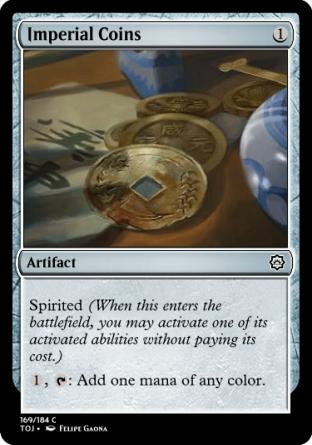 Imperial Coins 1
Artifact
Spirited (When this enters the
battlefield, you may activate one of its
activated abilities without paying its
cost.)
1 , T: Add one mana of any color.
169/184 C
TOJ • Felipe Gaona